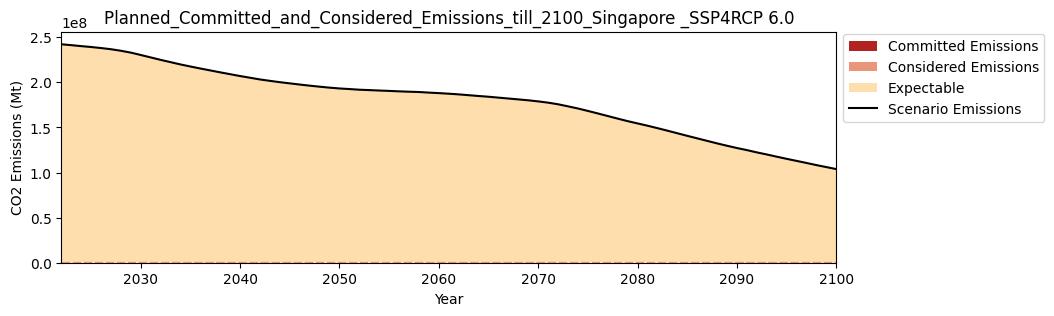 Planned_Committed_and_Considered_Emissions_till_2100_Singapore _SSP4RCP 6.0
1e8
2.5
2.0
1.5
1.0
0.5
0.0
CO2 Emissions (Mt)
2030 2040 2050 2060 2070 2080 2090 2100
Year
Committed Emissions
Considered Emissions
Expectable
Scenario Emissions